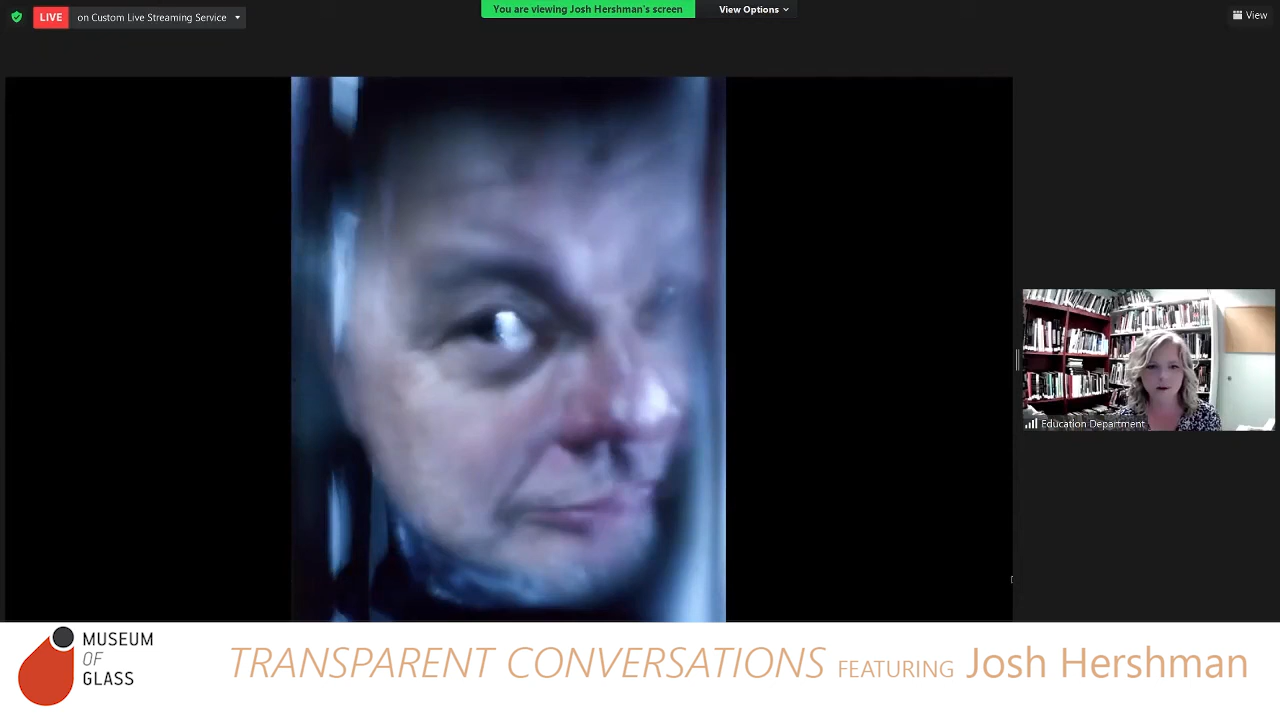 LIVE on Custom Live Streaming Service
You are viewing Josh Hershman's screen View Options
View
Education Department
MUSEUM
OF
GLASS
TRANSPARENT CONVERSATIONS FEATURING Josh Hershman